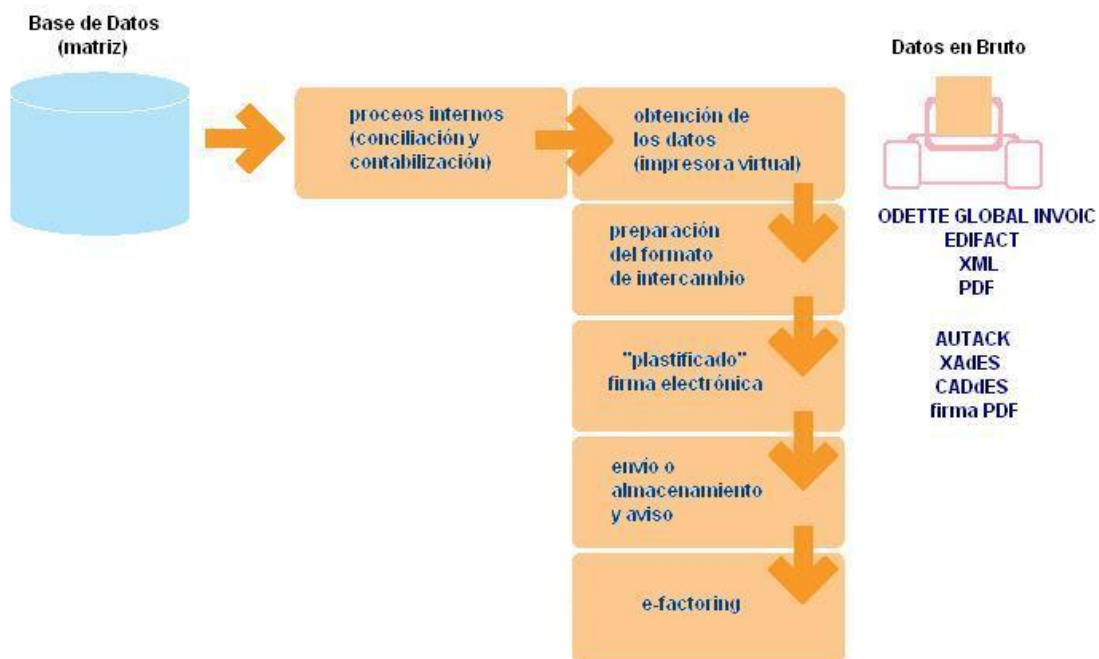 Base de Datos
(matriz)
proceos internos
(conciliación y
contabilización)
obtención de
los datos
(impresora virtual)
preparación
del formato
de intercambio
"plastificado"
firma electrónica
envío o
almacenamiento
y aviso
e-factoring
Datos en Bruto
ODETTE GLOBAL INVOIC
EDIFACT
XML
PDF
AUTACK
XAdES
CADdES
firma PDF